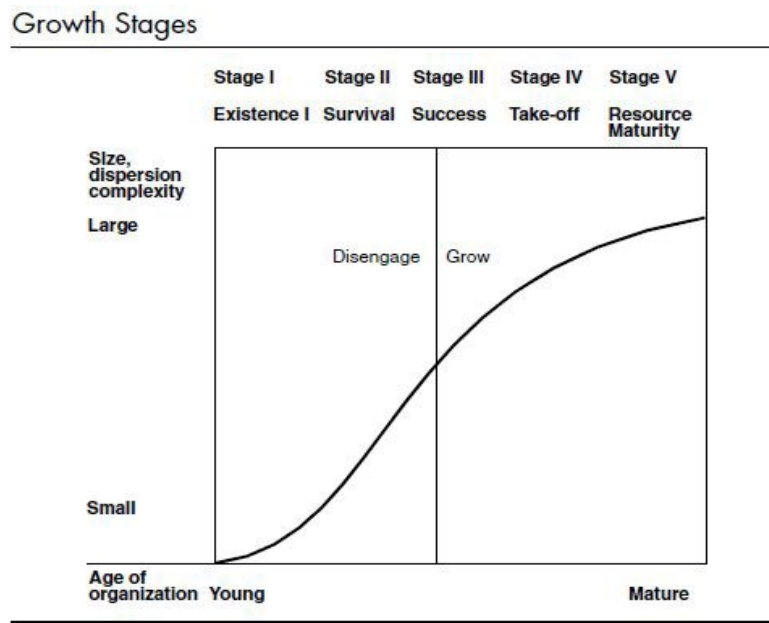 Growth Stages
Stage I Stage II Stage III Stage IV Stage V
Existence I Survival Success Take-off Resource
Maturity
SIze,
dispersion
complexity
Large
Disengage Grow
Small
Age of
organization Young Mature